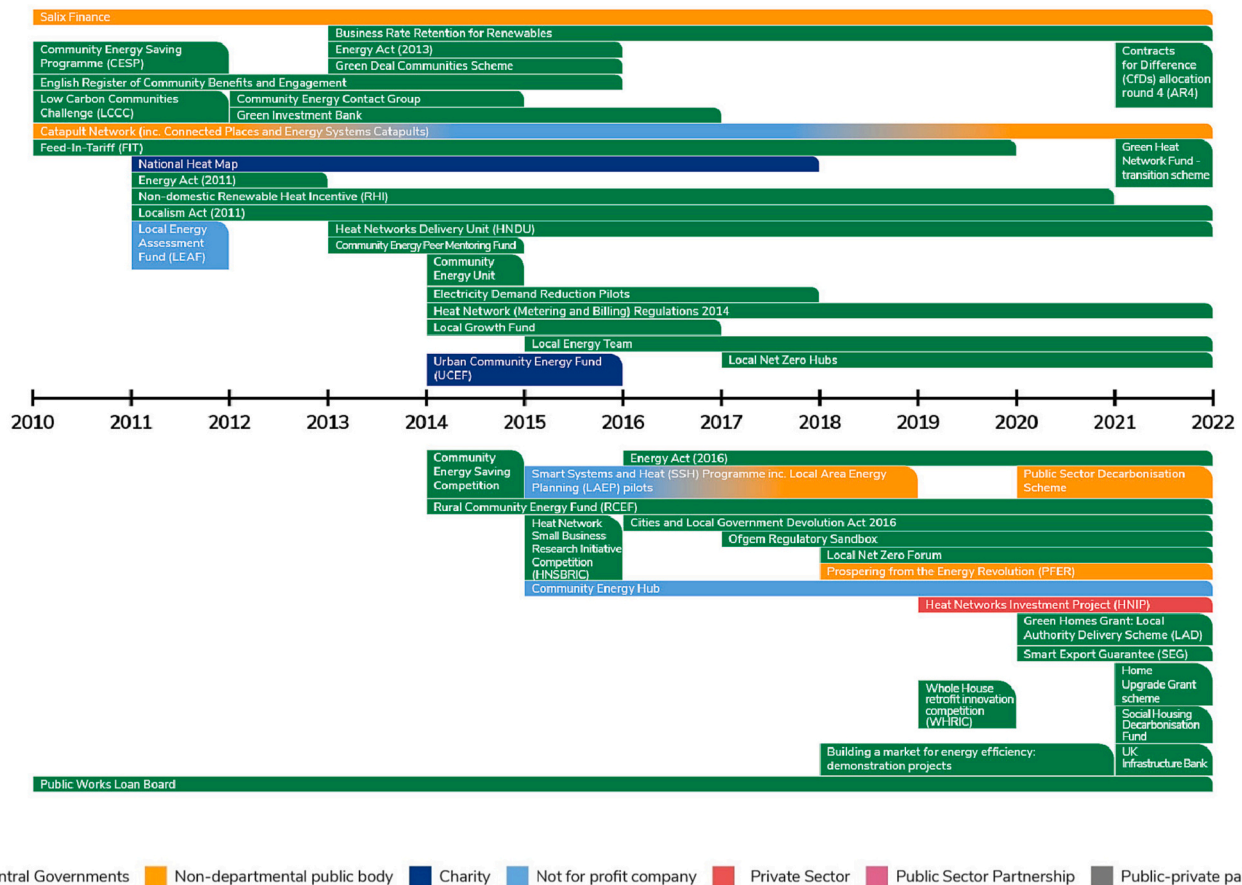 Salix Finance
Business Rate Retention for Renewables
Community Energy Saving
Programme (CESP)
Energy Act (2013)
Green Deal Communities Scheme
Contracts
for Difference
(CfDs) allocation
round 4 (AR4)
English Register of Community Benefits and Engagement
Low Carbon Communities
Challenge (LCCC)
Community Energy Contact Group
Green Investment Bank
Catapult Network (inc. Connected Places and Energy Systems Catapults)
Feed-In-Tariff (FIT)
Green Heat
Network Fund -
transition scheme
National Heat Map
Energy Act (2011)
Non-domestic Renewable Heat Incentive (RHI)
Localism Act (2011)
Local Energy
Assessment
Fund (LEAF)
Heat Networks Delivery Unit (HNDU)
Community Energy Peer Mentoring Fund
Community
Energy Unit
Electricity Demand Reduction Pilots
Heat Network (Metering and Billing) Regulations 2014
Local Growth Fund
Local Energy Team
Urban Community Energy Fund
(UCEF)
Local Net Zero Hubs
2010 2011 2012 2013 2014 2015 2016 2017 2018 2019 2020 2021 2022
Community
Energy Saving
Competition
Energy Act (2016)
Smart Systems and Heat (SSH) Programme inc. Local Area Energy
Planning (LAEP) pilots
Public Sector Decarbonisation
Scheme
Rural Community Energy Fund (RCEF)
Heat Network
Small Business
Research Initiative
Competition
(HNSBRIC)
Cities and Local Government Devolution Act 2016
Ofgem Regulatory Sandbox
Local Net Zero Forum
Prospering from the Energy Revolution (PFER)
Community Energy Hub
Heat Networks Investment Project (HNIP)
Green Homes Grant: Local
Authority Delivery Scheme (LAD)
Smart Export Guarantee (SEG)
Home
Upgrade Grant
scheme
Whole House
retrofit innovation
competition
(WHRIC)
Social Housing
Decarbonisation
Fund
Building a market for energy efficiency:
demonstration projects
UK
Infrastructure Bank
Public Works Loan Board
ntral Governments Non-departmental public body Charity Not for profit company Private Sector Public Sector Partnership Public-private pa